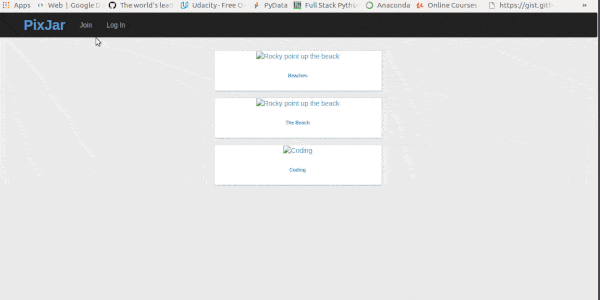 Apps Web | Google D The world's lead Udacity - Free O PyData Full Stack Pytho Anaconda Online Courses https://gist.gith »
PixJar Join Log In
Rocky point up the beack
Beaches
Rocky point up the beack
The Beach
Coding
Coding